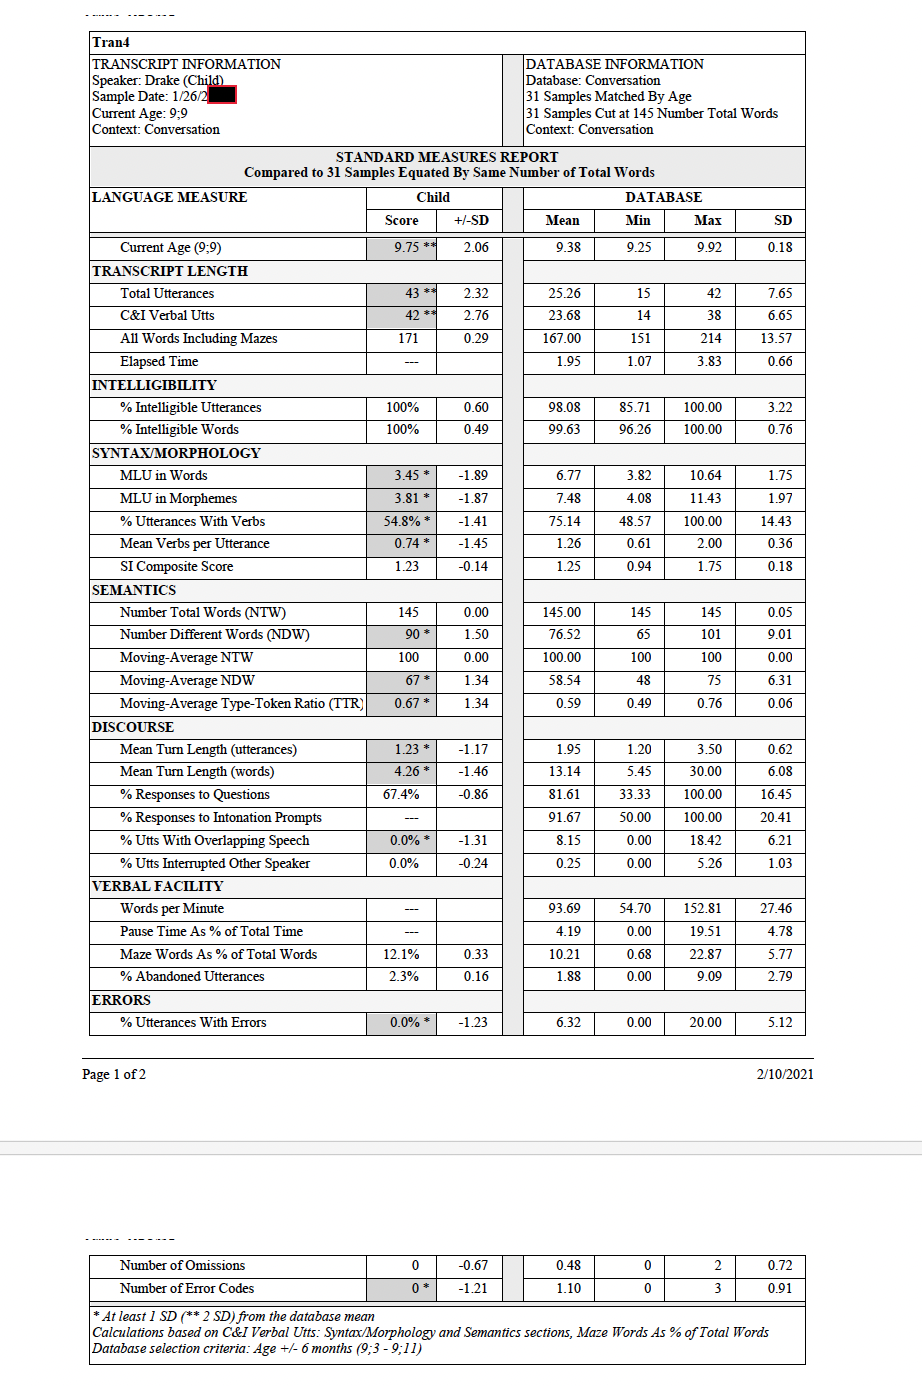 Tran4
TRANSCRIPT INFORMATION DATABASE INFORMATION
Speaker: Drake (Child) Database: Conversation
Sample Date: 1/26/2 31 Samples Matched By Age
Current Age: 9;9 31 Samples Cut at 145 Number Total Words
Context: Conversation Context: Conversation
STANDARD MEASURES REPORT
Compared to 31 Samples Equated By Same Number of Total Words
LANGUAGE MEASURE Child DATABASE
Score +/-SD Mean Min Max SD
Current Age (9;9) 9.75 ** 2.06 9.38 9.25 9.92 0.18
TRANSCRIPT LENGTH
Total Utterances 43 ** 2.32 25.26 15 42 7.65
C&I Verbal Utts 42 ** 2.76 23.68 14 38 6.65
All Words Including Mazes 171 0.29 167.00 151 214 13.57
Elapsed Time --- 1.95 1.07 3.83 0.66
INTELLIGIBILITY
% Intelligible Utterances 100% 0.60 98.08 85.71 100.00 3.22
% Intelligible Words 100% 0.49 99.63 96.26 100.00 0.76
SYNTAX/MORPHOLOGY
MLU in Words 3.45 * -1.89 6.77 3.82 10.64 1.75
MLU in Morphemes 3.81 * -1.87 7.48 4.08 11.43 1.97
% Utterances With Verbs 54.8% * -1.41 75.14 48.57 100.00 14.43
Mean Verbs per Utterance 0.74 * -1.45 1.26 0.61 2.00 0.36
SI Composite Score 1.23 -0.14 1.25 0.94 1.75 0.18
SEMANTICS
Number Total Words (NTW) 145 0.00 145.00 145 145 0.05
Number Different Words (NDW) 90 * 1.50 76.52 65 101 9.01
Moving-Average NTW 100 0.00 100.00 100 100 0.00
Moving-Average NDW 67 * 1.34 58.54 48 75 6.31
Moving-Average Type-Token Ratio (TTR) 0.67 * 1.34 0.59 0.49 0.76 0.06
DISCOURSE
Mean Turn Length (utterances) 1.23 * -1.17 1.95 1.20 3.50 0.62
Mean Turn Length (words) 4.26 * -1.46 13.14 5.45 30.00 6.08
% Responses to Questions 67.4% -0.86 81.61 33.33 100.00 16.45
% Responses to Intonation Prompts --- 91.67 50.00 100.00 20.41
% Utts With Overlapping Speech 0.0% * -1.31 8.15 0.00 18.42 6.21
% Utts Interrupted Other Speaker 0.0% -0.24 0.25 0.00 5.26 1.03
VERBAL FACILITY
Words per Minute --- 93.69 54.70 152.81 27.46
Pause Time As % of Total Time --- 4.19 0.00 19.51 4.78
Maze Words As % of Total Words 12.1% 0.33 10.21 0.68 22.87 5.77
% Abandoned Utterances 2.3% 0.16 1.88 0.00 9.09 2.79
ERRORS
% Utterances With Errors 0.0% * -1.23 6.32 0.00 20.00 5.12
Page 1 of 2 2/10/2021
Number of Omissions 0 -0.67 0.48 0 2 0.72
Number of Error Codes 0 * -1.21 1.10 0 3 0.91
* At least 1 SD (** 2 SD) from the database mean
Calculations based on C&I Verbal Utts: Syntax/Morphology and Semantics sections, Maze Words As % of Total Words
Database selection criteria: Age +/- 6 months (9;3 - 9;11)